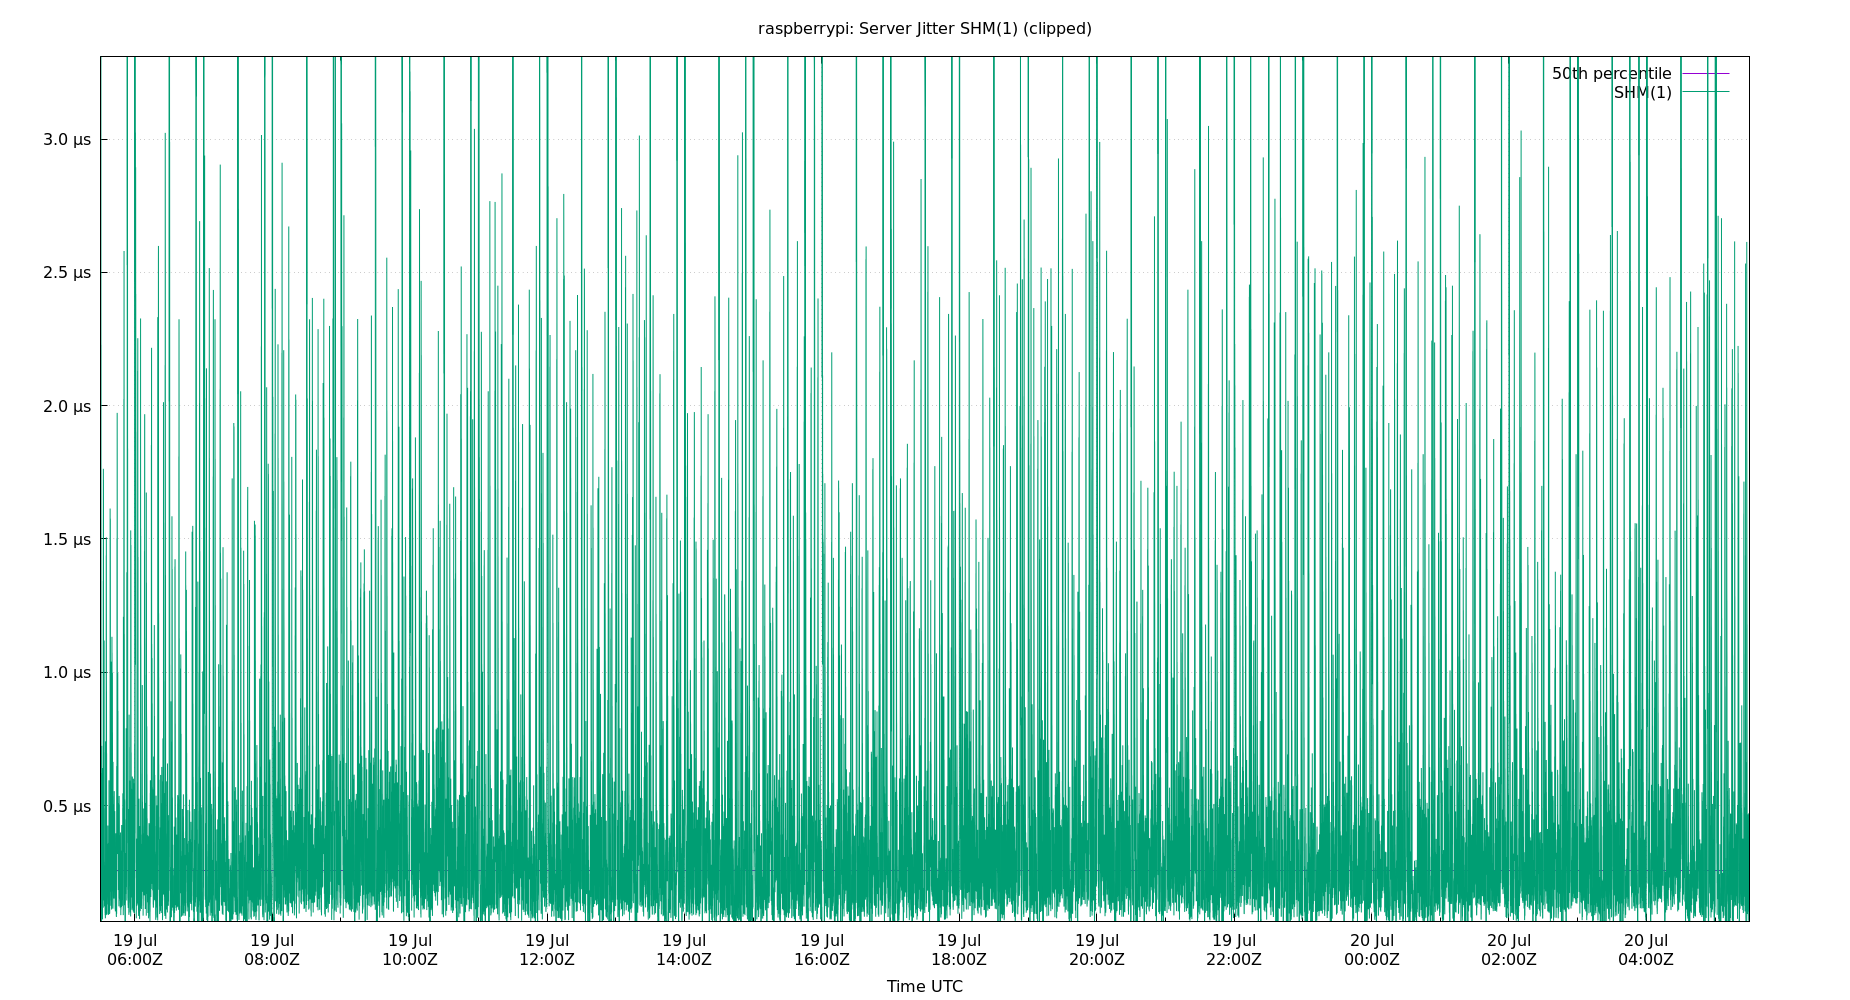 raspberrypi: Server Jitter SHM(1) (clipped)
50th percentile
SHM(1)
3.0 μs
2.5 μs
2.0 μs
1.5 μs
1.0 μs
0.5 μs
19 Jul 19 Jul 19 Jul 19 Jul 19 Jul 19 Jul 19 Jul 19 Jul 19 Jul 20 Jul 20 Jul 20 Jul
06:00Z 08:00Z 10:00Z 12:00Z 14:00Z 16:00Z 18:00Z 20:00Z 22:00Z 00:00Z 02:00Z 04:00Z
Time UTC